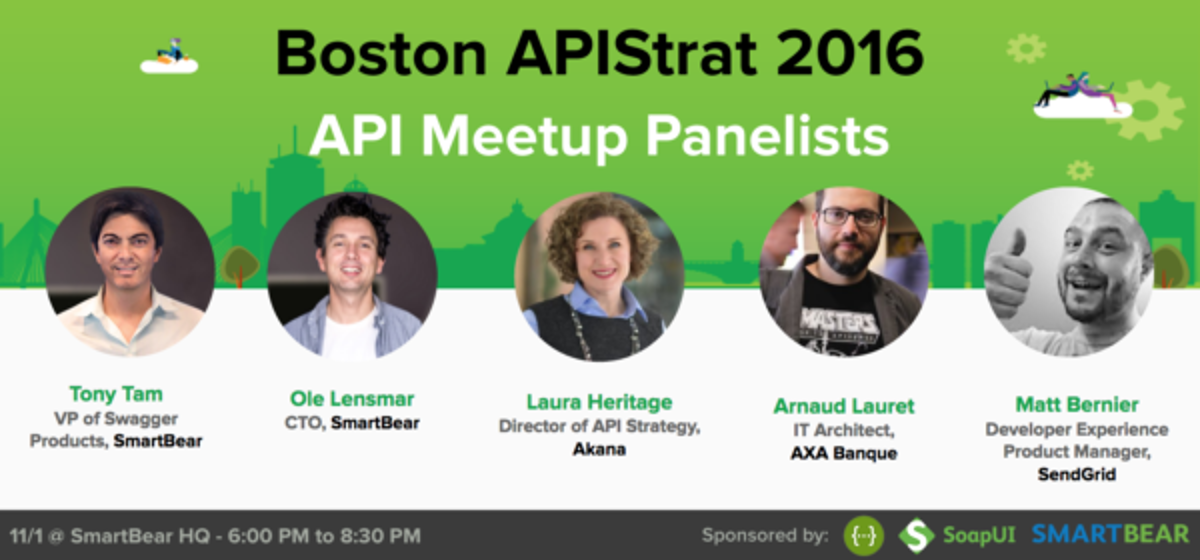 Boston APIStrat 2016
API Meetup Panelists
MASTERS
Tony Tam
VP of Swagger
Products, SmartBear
Ole Lensmar
CTO, SmartBear
Laura Heritage
Director of API Strategy,
Akana
Arnaud Lauret
IT Architect,
AXA Banque
Matt Bernier
Developer Experience
Product Manager,
SendGrid
11/1 @ SmartBear HQ - 6:00 PM to 8:30 PM
Sponsored by: {···} SoapUI SMARTBEAR